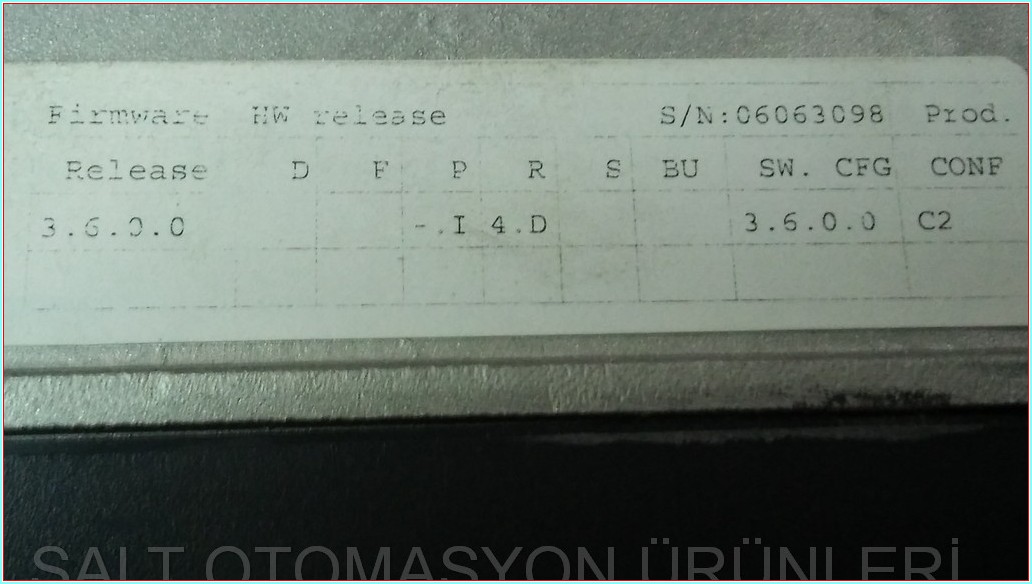 Firmware HW release S/N:06063098 Prod.
Release D F P R S BU SW. CFG CONF
3.6.0.0 -.I 4.D 3.6.0.0 C2
SALT OTOMASYON ÜRÜNLERİ